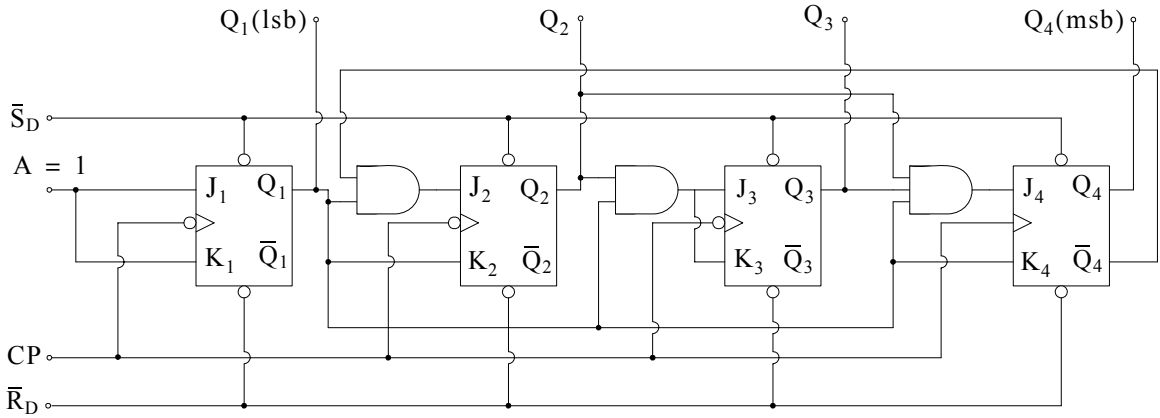 Q₁(lsb) Q₂ Q₃ Q₄(msb)
S̅D
A = 1
J₁ Q₁ J₂ Q₂ J₃ Q₃ J₄ Q₄
K₁ Q̅₁ K₂ Q̅₂ K₃ Q̅₃ K₄ Q̅₄
CP
R̅D